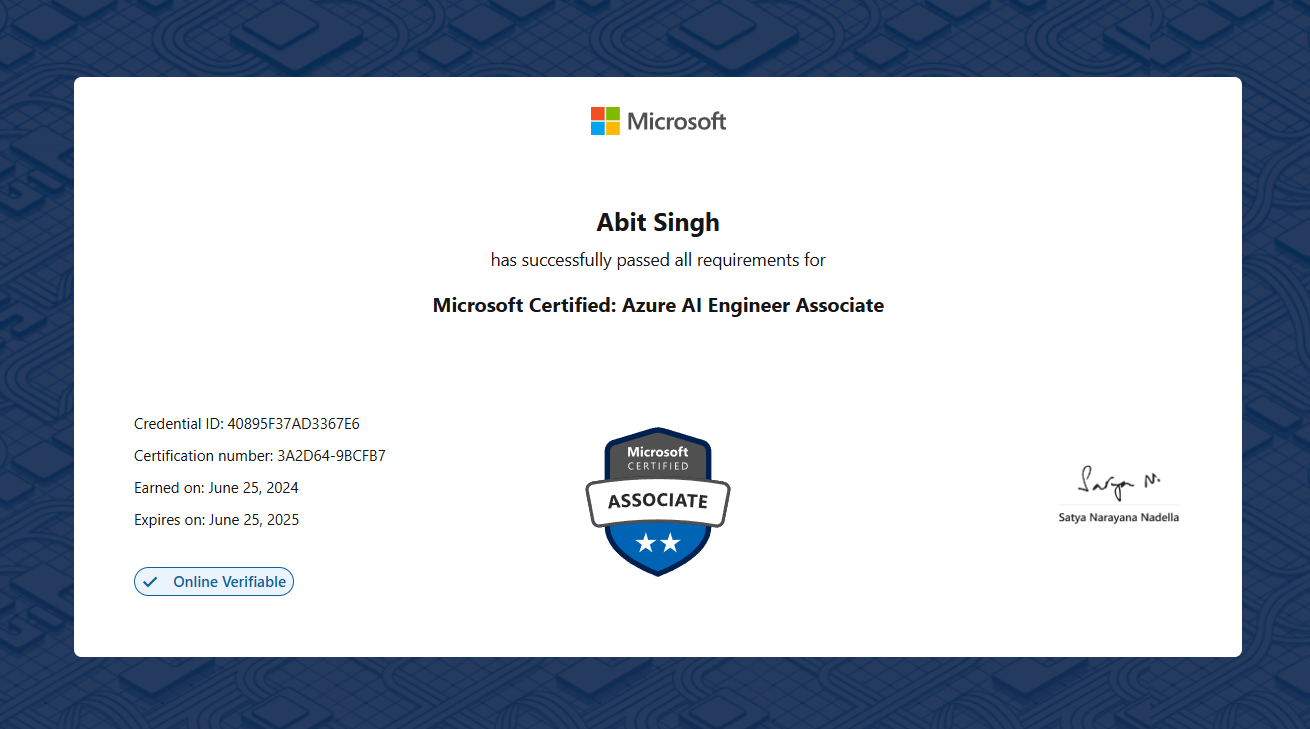 Microsoft
Abit Singh
has successfully passed all requirements for
Microsoft Certified: Azure AI Engineer Associate
Credential ID: 40895F37AD3367E6
Certification number: 3A2D64-9BCFB7
Earned on: June 25, 2024
Expires on: June 25, 2025
Online Verifiable
Microsoft
CERTIFIED
ASSOCIATE
Satya N.
Satya Narayana Nadella